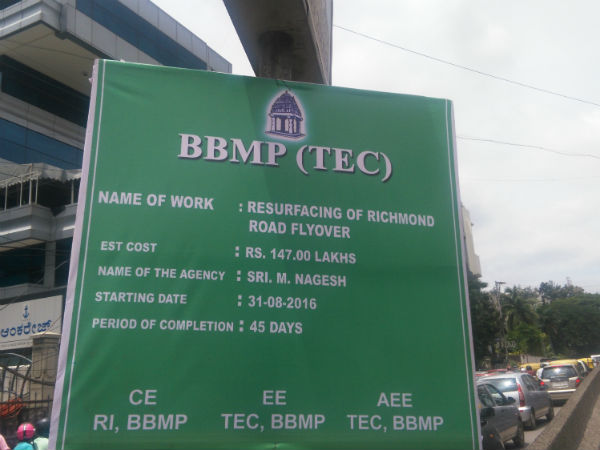 BBMP (TEC)
NAME OF WORK : RESURFACING OF RICHMOND
ROAD FLYOVER
EST COST : RS. 147.00 LAKHS
NAME OF THE AGENCY : SRI. M. NAGESH
STARTING DATE : 31-08-2016
PERIOD OF COMPLETION : 45 DAYS
CE EE AEE
RI, BBMP TEC, BBMP TEC, BBMP
ಆಂಕರೇಜ್